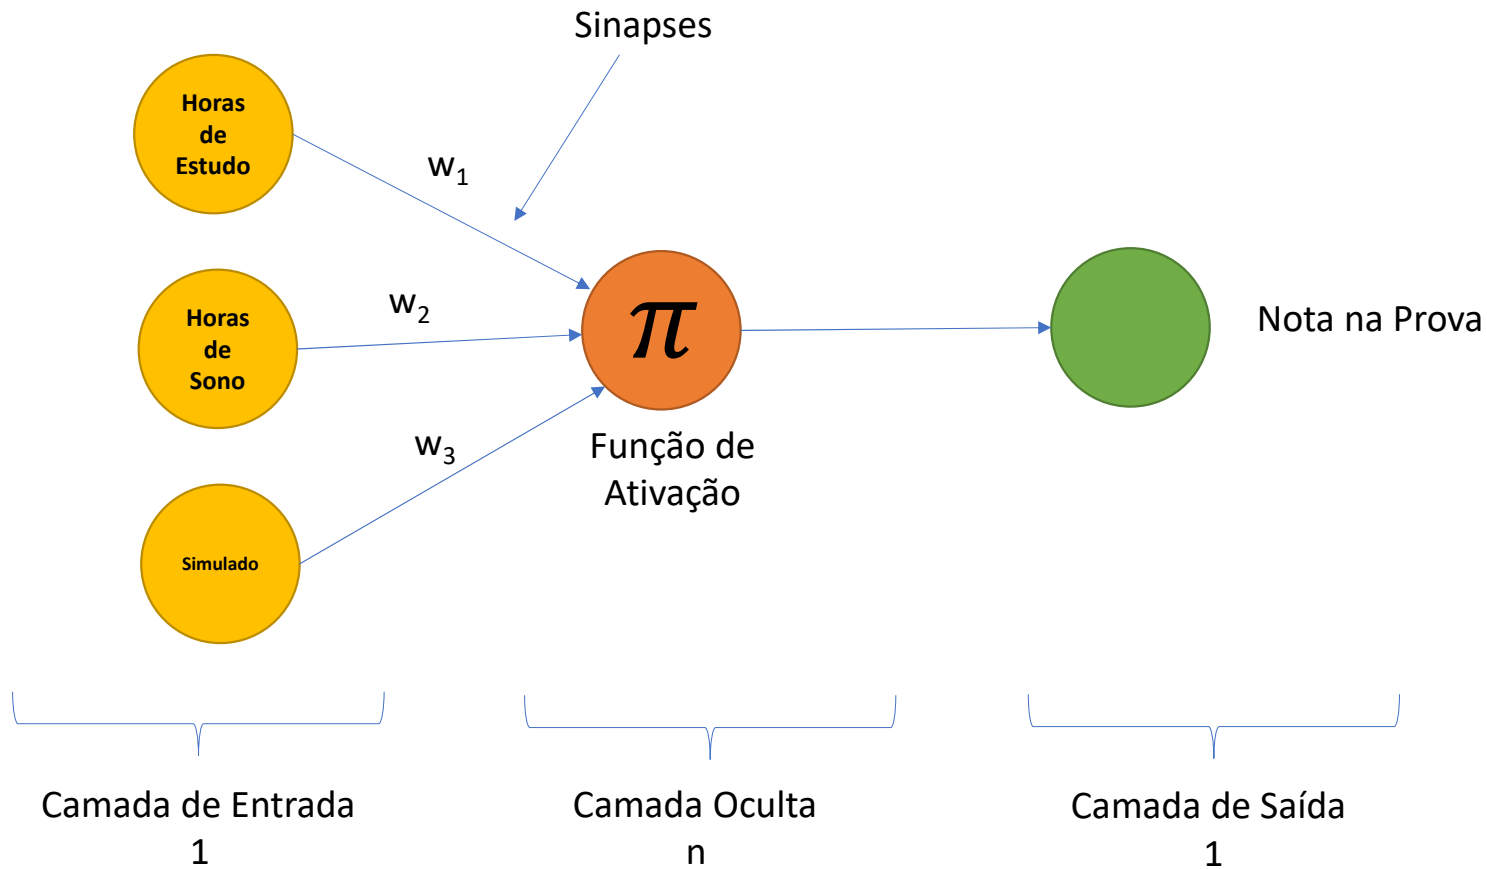 Sinapses
Horas
de
Estudo
w₁
Horas
de
Sono
w₂
π
Nota na Prova
Função de
Ativação
w₃
Simulado
Camada de Entrada
1
Camada Oculta
n
Camada de Saída
1